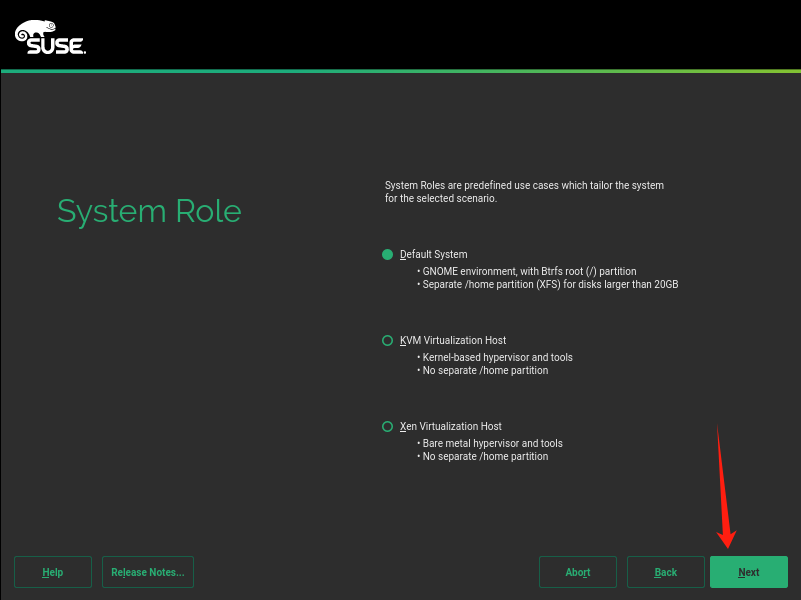 SUSE.
System Role
System Roles are predefined use cases which tailor the system
for the selected scenario.
Default System
• GNOME environment, with Btrfs root (/) partition
• Separate /home partition (XFS) for disks larger than 20GB
KVM Virtualization Host
• Kernel-based hypervisor and tools
• No separate /home partition
Xen Virtualization Host
• Bare metal hypervisor and tools
• No separate /home partition
Help
Release Notes...
Abort
Back
Next